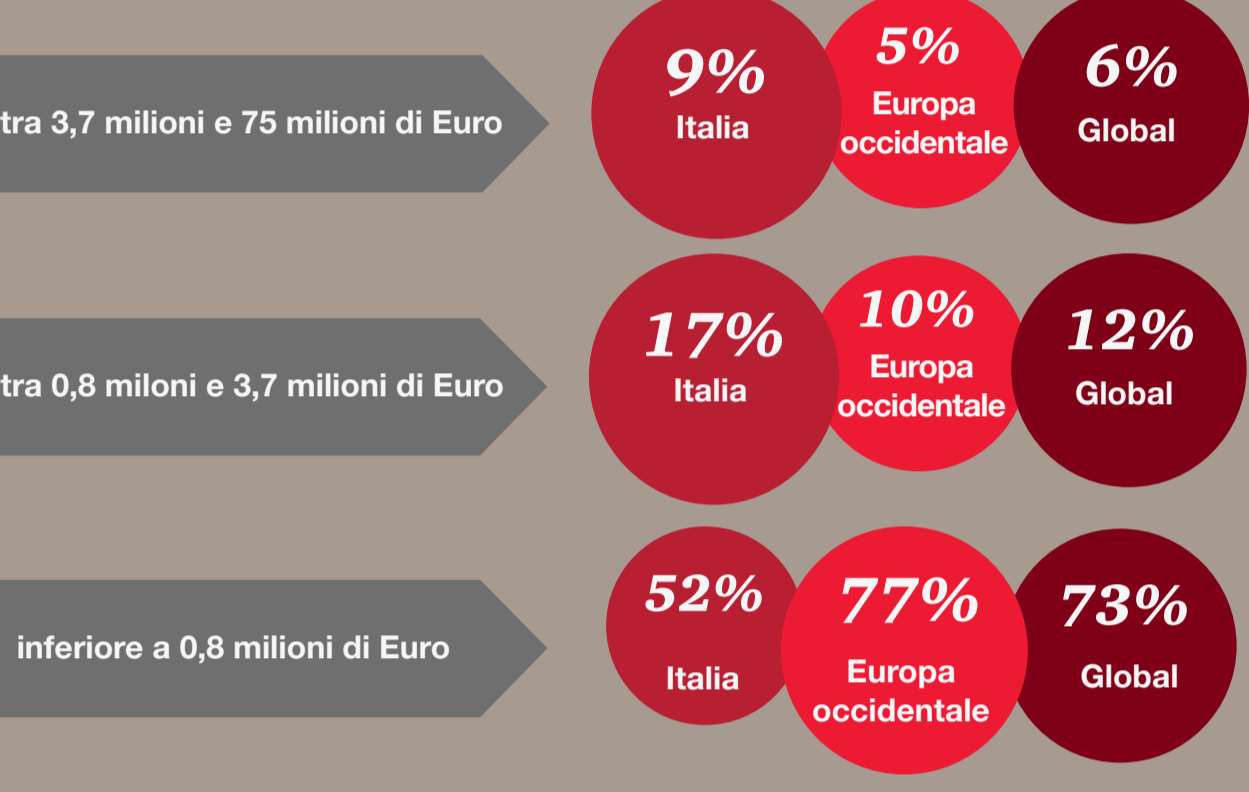 tra 3,7 milioni e 75 milioni di Euro
9%
Italia
5%
Europa
occidentale
6%
Global
tra 0,8 miloni e 3,7 milioni di Euro
17%
Italia
10%
Europa
occidentale
12%
Global
inferiore a 0,8 milioni di Euro
52%
Italia
77%
Europa
occidentale
73%
Global